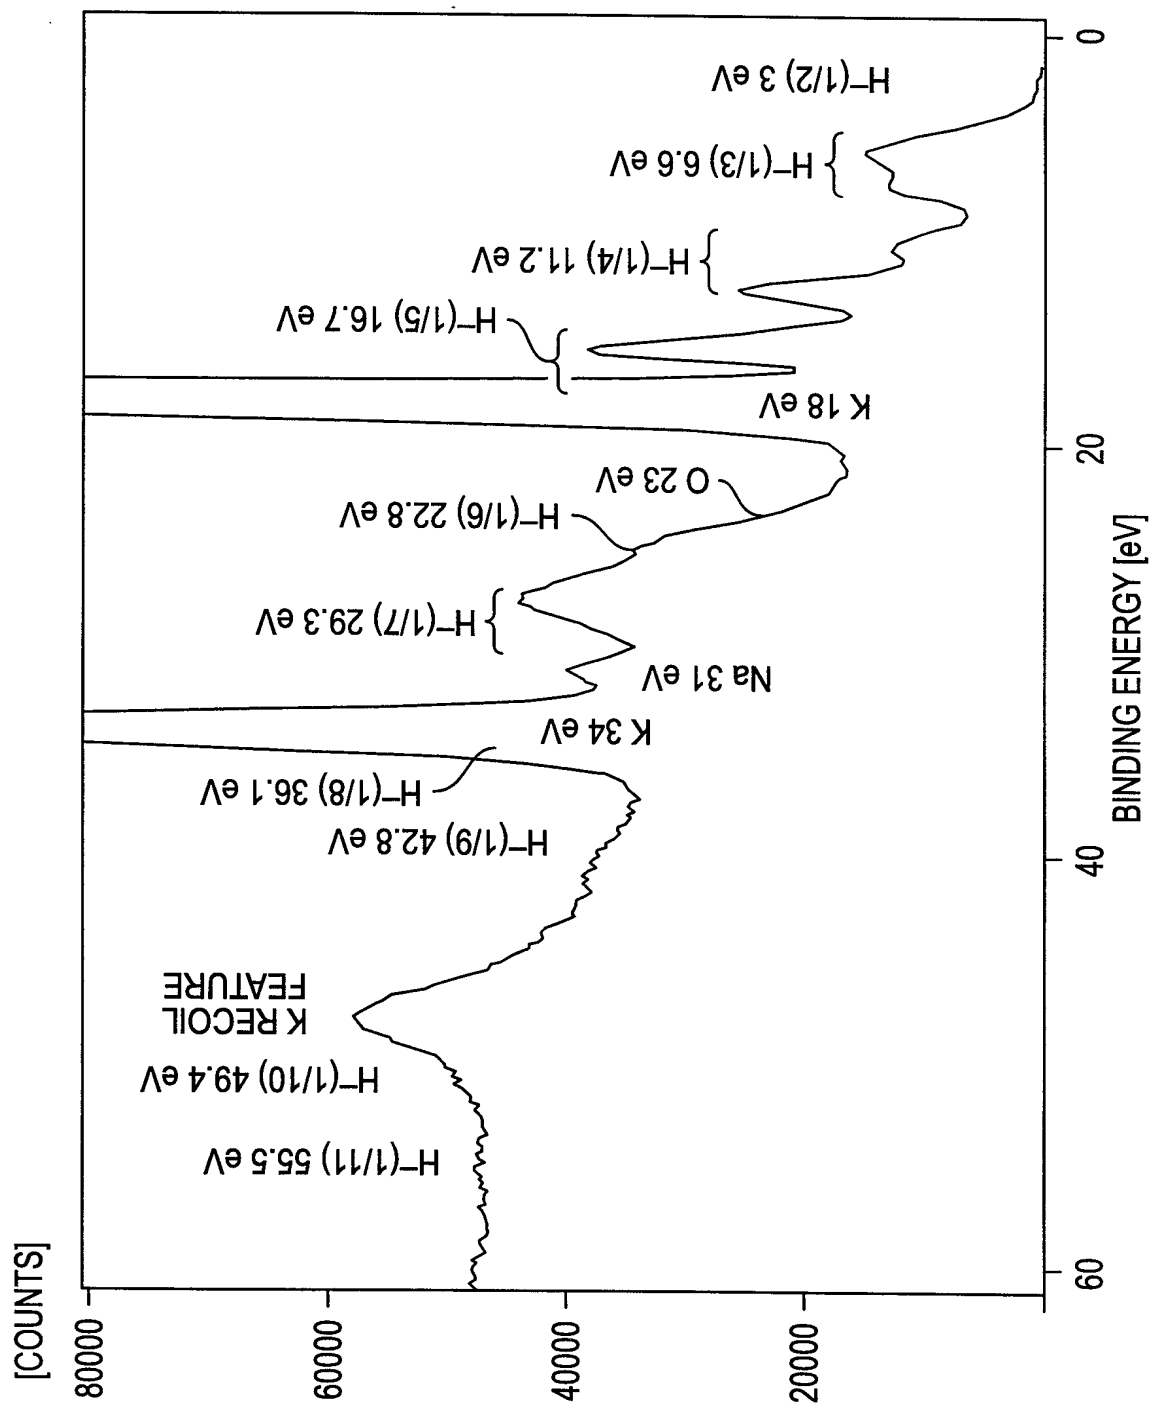 [COUNTS]
80000
60000
40000
20000
H⁻(1/11) 55.5 eV
H⁻(1/10) 49.4 eV
K RECOIL
FEATURE
H⁻(1/9) 42.8 eV
H⁻(1/8) 36.1 eV
K 34 eV
Na 31 eV
H⁻(1/7) 29.3 eV
H⁻(1/6) 22.8 eV
O 23 eV
K 18 eV
H⁻(1/5) 16.7 eV
H⁻(1/4) 11.2 eV
H⁻(1/3) 6.6 eV
H⁻(1/2) 3 eV
60
40
20
0
BINDING ENERGY [eV]